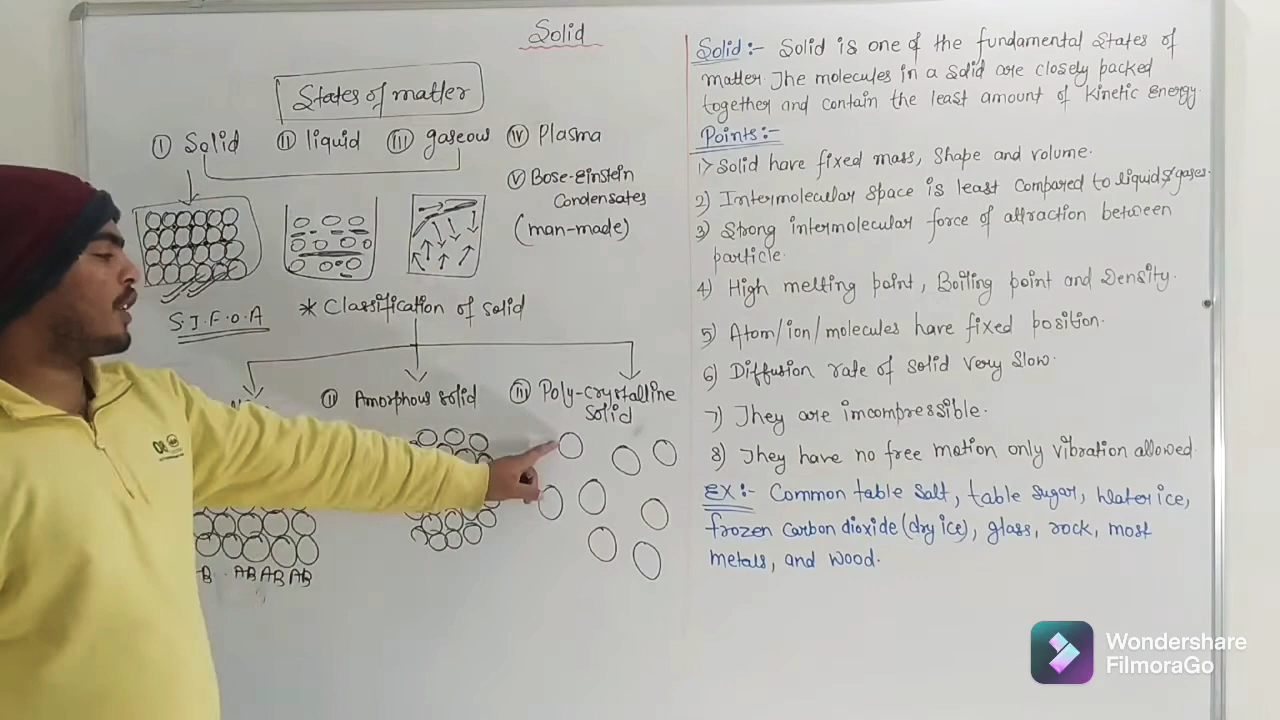 Solid
States of matter
I Solid II liquid III gaseous IV Plasma
V Bose-Einstein
Condensates
(man-made)
S.I.F.O.A
* Classification of solid
II Amorphous solid III Poly-crystalline
solid
B AB AB AB
Solid :- Solid is one of the fundamental States of
matter. The molecules in a solid are closely packed
together and contain the least amount of kinetic Energy.
Points :-
1) Solid have fixed mass, Shape and volume.
2) Intermolecular space is least compared to liquids/gases.
3) Strong intermolecular force of attraction between
particle.
4) High melting point, Boiling point and Density.
5) Atom/ion/molecules have fixed position.
6) Diffusion rate of solid very slow.
7) They are incompressible.
8) They have no free motion only vibration allowed.
EX :- Common table salt, table sugar, water ice,
frozen carbon dioxide (dry ice), glass, rock, most
metals, and wood.
Wondershare
FilmoraGo